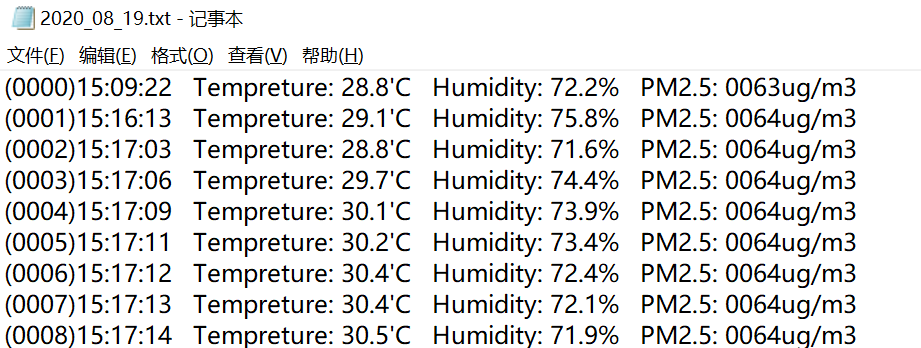 2020_08_19.txt - 记事本
文件(F) 编辑(E) 格式(O) 查看(V) 帮助(H)
(0000)15:09:22 Tempreture: 28.8'C Humidity: 72.2% PM2.5: 0063ug/m3
(0001)15:16:13 Tempreture: 29.1'C Humidity: 75.8% PM2.5: 0064ug/m3
(0002)15:17:03 Tempreture: 28.8'C Humidity: 71.6% PM2.5: 0064ug/m3
(0003)15:17:06 Tempreture: 29.7'C Humidity: 74.4% PM2.5: 0064ug/m3
(0004)15:17:09 Tempreture: 30.1'C Humidity: 73.9% PM2.5: 0064ug/m3
(0005)15:17:11 Tempreture: 30.2'C Humidity: 73.4% PM2.5: 0064ug/m3
(0006)15:17:12 Tempreture: 30.4'C Humidity: 72.4% PM2.5: 0064ug/m3
(0007)15:17:13 Tempreture: 30.4'C Humidity: 72.1% PM2.5: 0064ug/m3
(0008)15:17:14 Tempreture: 30.5'C Humidity: 71.9% PM2.5: 0064ug/m3